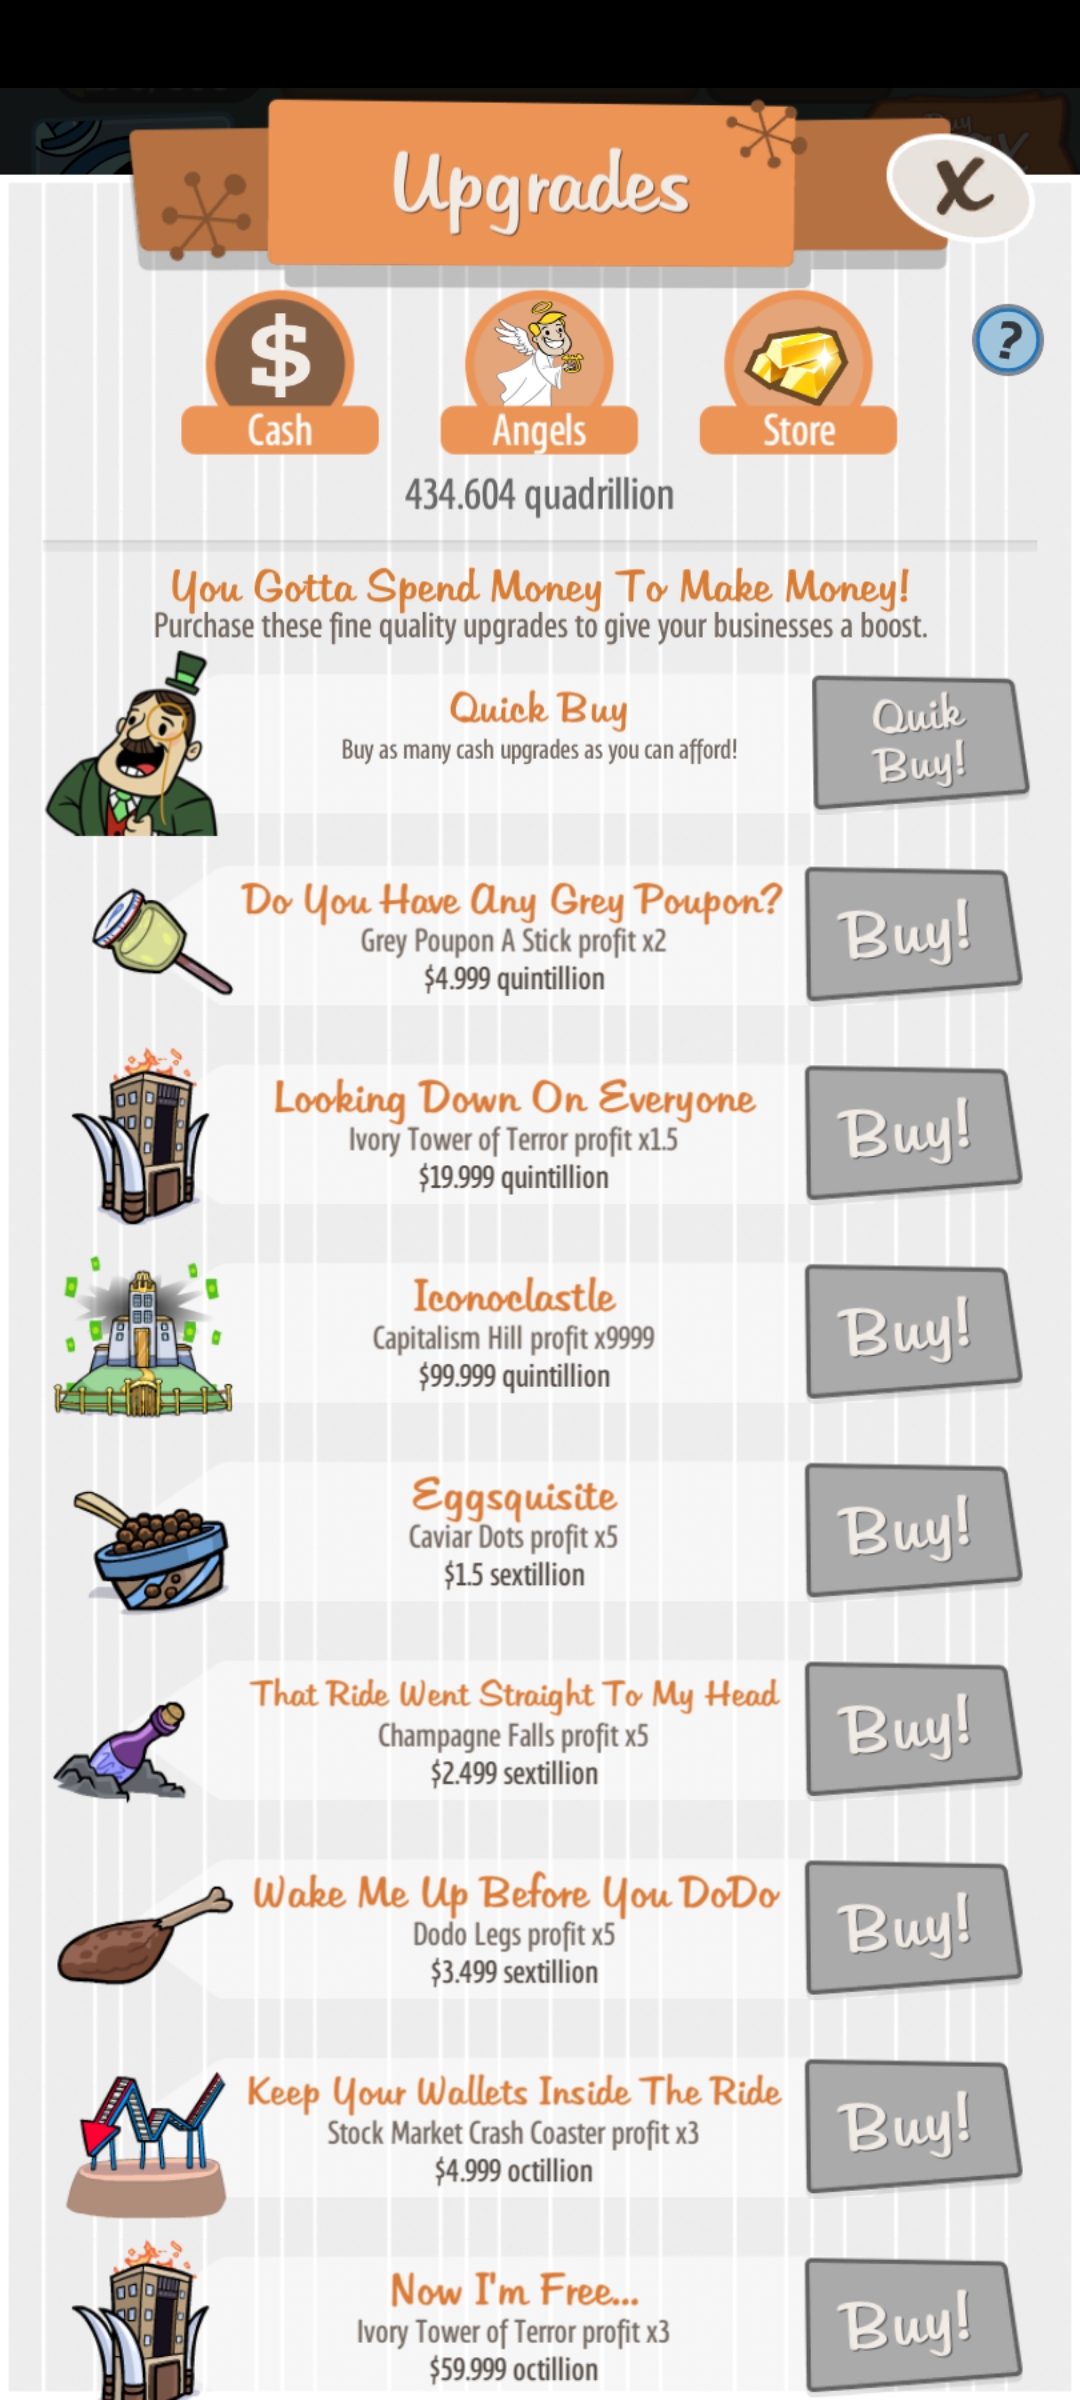 Upgrades
X
$
Cash
Angels
Store
?
434.604 quadrillion
You Gotta Spend Money To Make Money!
Purchase these fine quality upgrades to give your businesses a boost.
Quick Buy
Buy as many cash upgrades as you can afford!
Quik
Buy!
Do You Have Any Grey Poupon?
Grey Poupon A Stick profit x2
$4.999 quintillion
Buy!
Looking Down On Everyone
Ivory Tower of Terror profit x1.5
$19.999 quintillion
Buy!
Iconoclastle
Capitalism Hill profit x9999
$99.999 quintillion
Buy!
Eggsquisite
Caviar Dots profit x5
$1.5 sextillion
Buy!
That Ride Went Straight To My Head
Champagne Falls profit x5
$2.499 sextillion
Buy!
Wake Me Up Before You DoDo
Dodo Legs profit x5
$3.499 sextillion
Buy!
Keep Your Wallets Inside The Ride
Stock Market Crash Coaster profit x3
$4.999 octillion
Buy!
Now I'm Free...
Ivory Tower of Terror profit x3
$59.999 octillion
Buy!